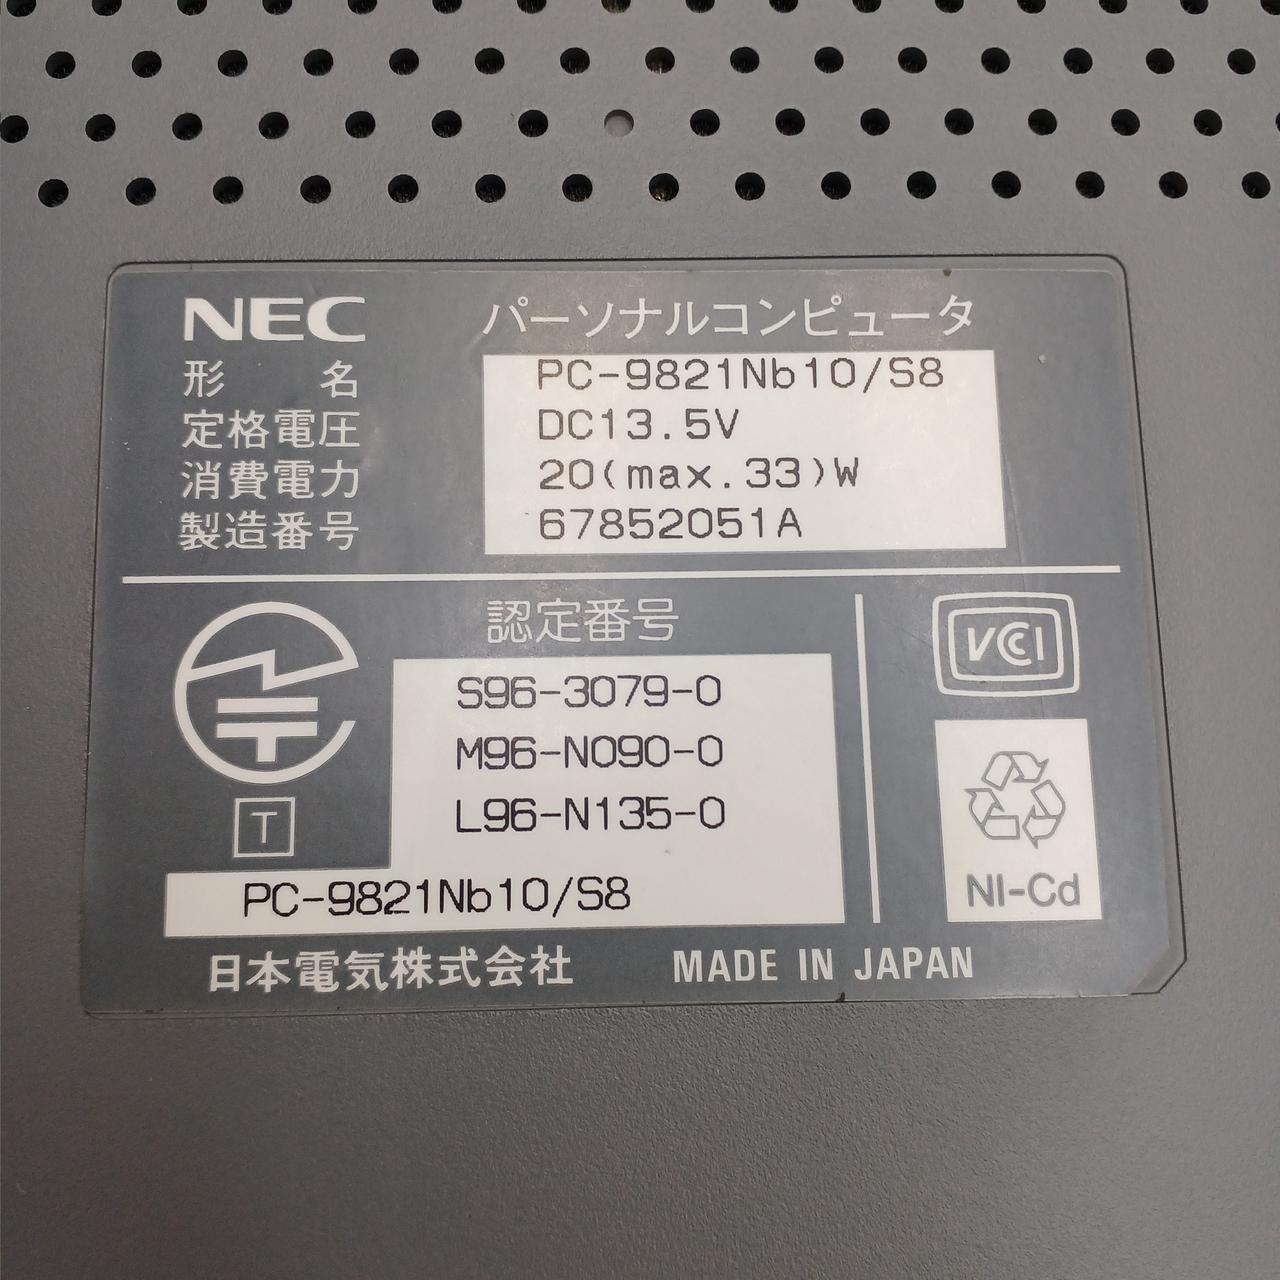 NEC パーソナルコンピュータ
形名 PC-9821Nb10/S8
定格電圧 DC13.5V
消費電力 20(max.33)W
製造番号 67852051A
認定番号
VCCI
S96-3079-0
M96-N090-0
L96-N135-0
T
NI-Cd
PC-9821Nb10/S8
日本電気株式会社 MADE IN JAPAN